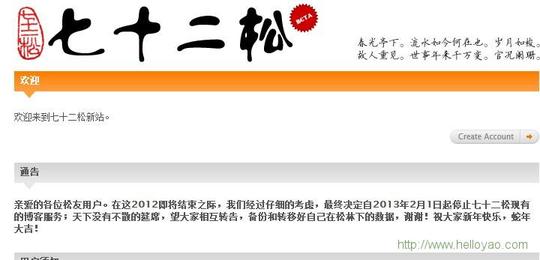 七十二松
BETA
春光亭下。流水如今何在也。岁月如梭。
故人重见。世事年来千万变。官况阑珊。
欢迎
欢迎来到七十二松新站。
Create Account
通告
亲爱的各位松友用户。在这2012即将结束之际，我们经过仔细的考虑，最终决定自2013年2月1日起停止七十二松现有
的博客服务；天下没有不散的延席，望大家相互转告，备份和转移好自己在松林下的数据，谢谢！祝大家新年快乐，蛇年
大吉！
http://www.helloyao.com